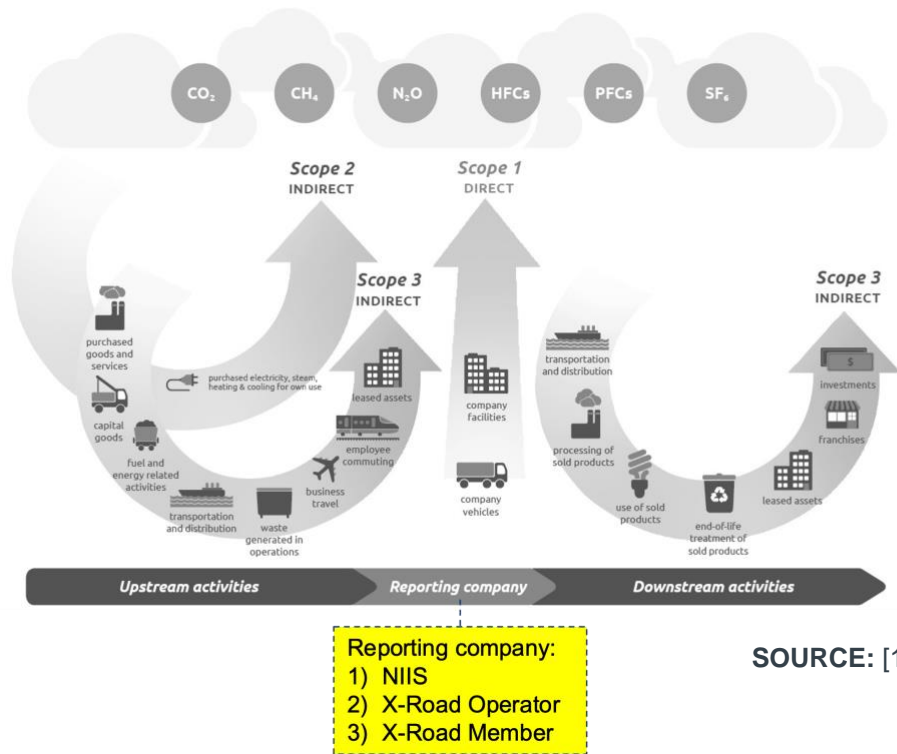 CO₂
CH₄
N₂O
HFCs
PFCs
SF₆
Scope 2
INDIRECT
Scope 1
DIRECT
Scope 3
INDIRECT
Scope 3
INDIRECT
purchased
goods and
services
capital
goods
fuel and
energy related
activities
purchased electricity, steam,
heating & cooling for own use
transportation
and distribution
waste
generated in
operations
business
travel
employee
commuting
leased assets
company
facilities
company
vehicles
transportation
and distribution
processing of
sold products
use of sold
products
end-of-life
treatment of
sold products
leased assets
franchises
$
investments
Upstream activities
Reporting company
Downstream activities
Reporting company:
1) NIIS
2) X-Road Operator
3) X-Road Member
SOURCE: [1